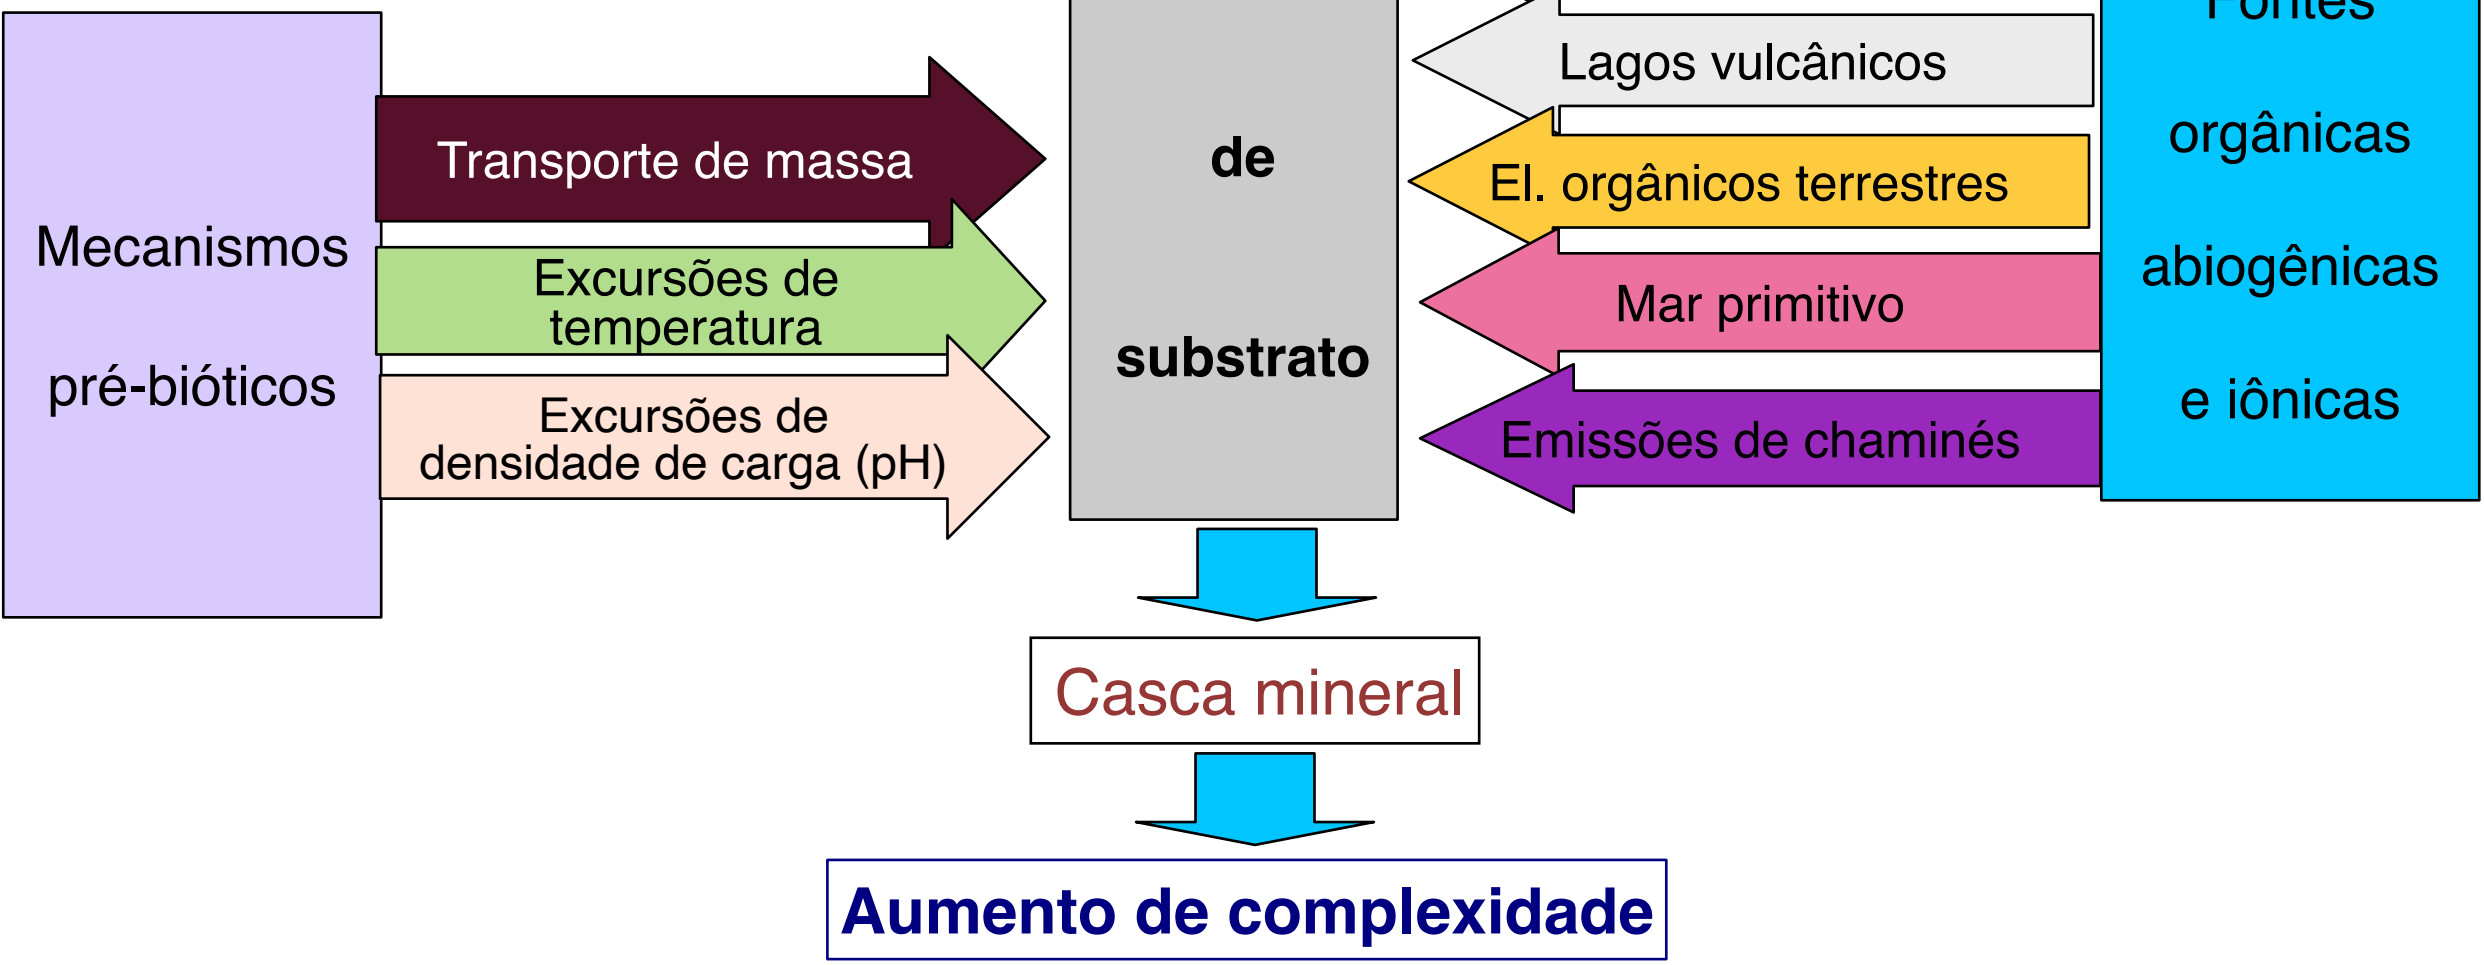 Mecanismos
pré-bióticos
Transporte de massa
Excursões de
temperatura
Excursões de
densidade de carga (pH)
de
substrato
Lagos vulcânicos
El. orgânicos terrestres
Mar primitivo
Emissões de chaminés
Fontes
orgânicas
abiogênicas
e iônicas
Casca mineral
Aumento de complexidade